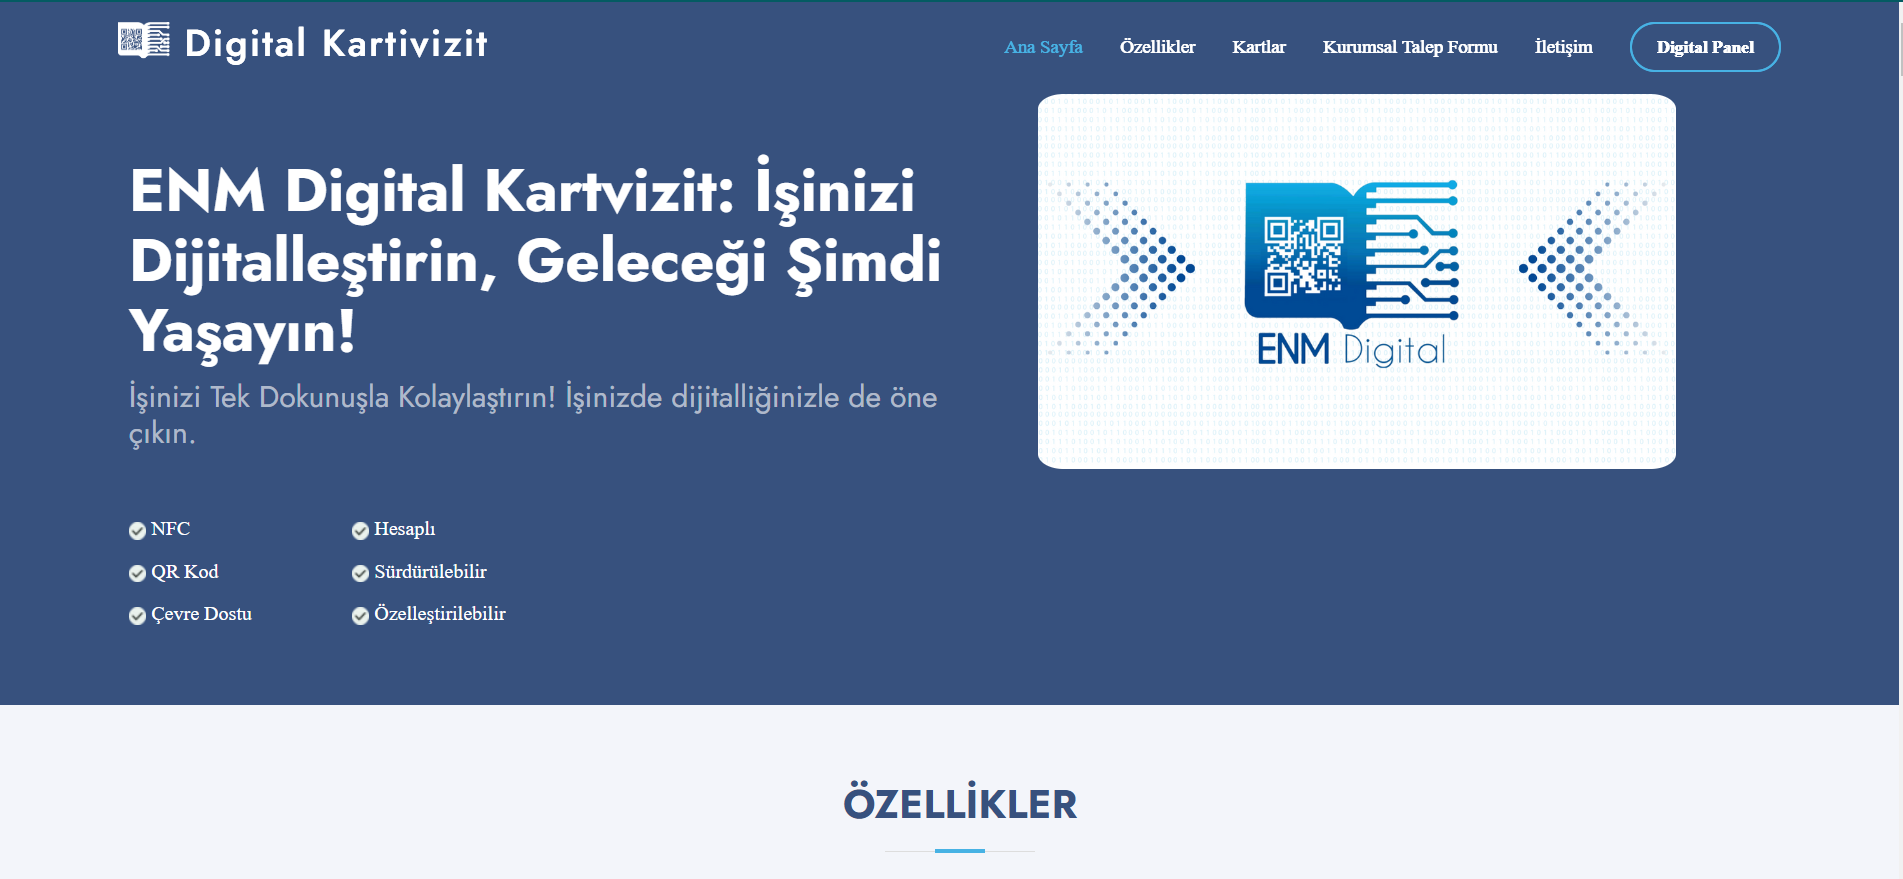 Digital Kartivizit
Ana Sayfa
Özellikler
Kartlar
Kurumsal Talep Formu
İletişim
Digital Panel
ENM Digital Kartvizit: İşinizi
Dijitalleştirin, Geleceği Şimdi
Yaşayın!
İşinizi Tek Dokunuşla Kolaylaştırın! İşinizde dijitalliğinizle de öne
çıkın.
ENM Digital
NFC
QR Kod
Çevre Dostu
Hesaplı
Sürdürülebilir
Özelleştirilebilir
ÖZELLİKLER